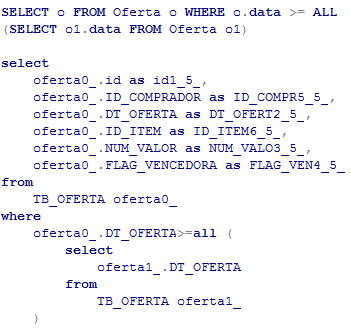 SELECT o FROM Oferta o WHERE o.data >= ALL
(SELECT o1.data FROM Oferta o1)
select
oferta0_.id as id1_5_,
oferta0_.ID_COMPRADOR as ID_COMPR5_5_,
oferta0_.DT_OFERTA as DT_OFERT2_5_,
oferta0_.ID_ITEM as ID_ITEM6_5_,
oferta0_.NUM_VALOR as NUM_VALO3_5_,
oferta0_.FLAG_VENCEDORA as FLAG_VEN4_5_
from
TB_OFERTA oferta0_
where
oferta0_.DT_OFERTA>=all (
select
oferta1_.DT_OFERTA
from
TB_OFERTA oferta1_
)